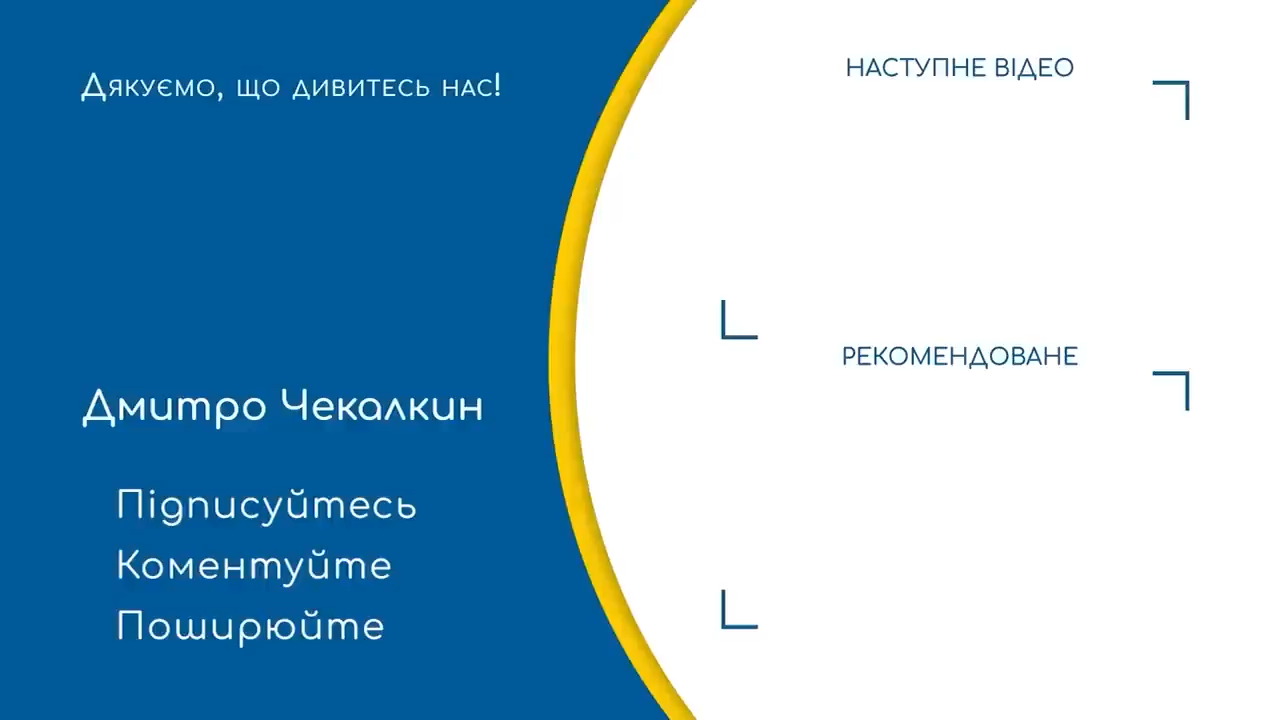 Дякуємо, що дивитесь нас!
Дмитро Чекалкин
Підписуйтесь
Коментуйте
Поширюйте
НАСТУПНЕ ВІДЕО
РЕКОМЕНДОВАНЕ